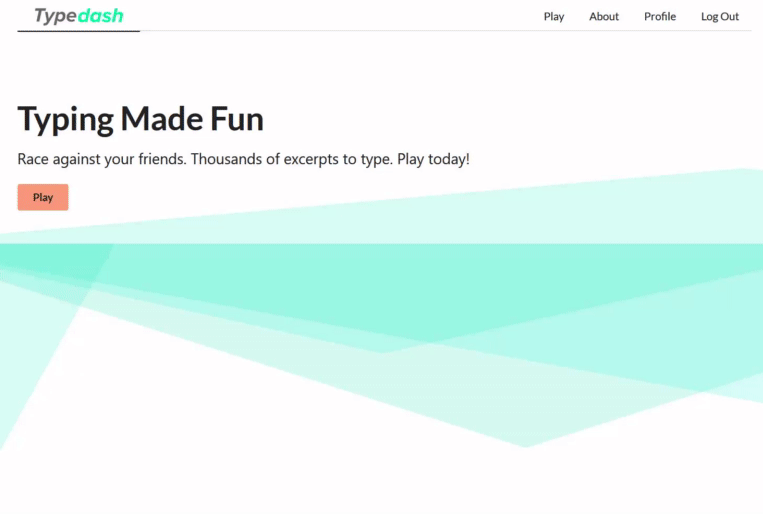 Typedash
Play About Profile Log Out
Typing Made Fun
Race against your friends. Thousands of excerpts to type. Play today!
Play